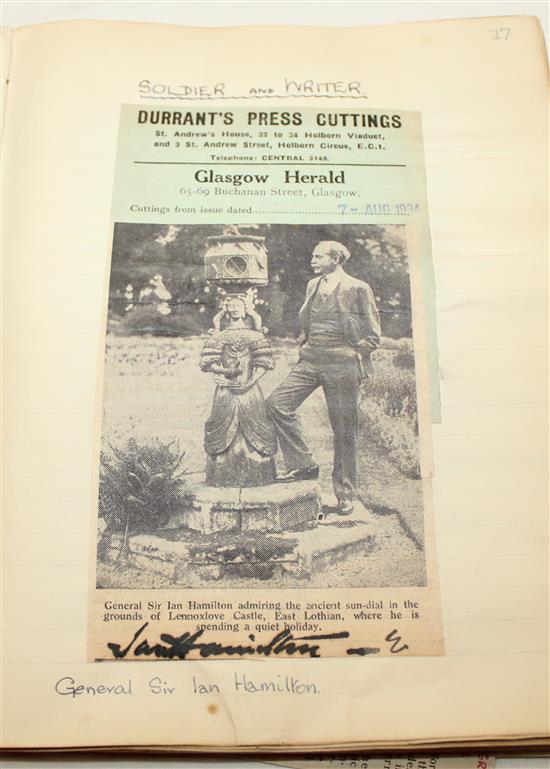 17
SOLDIER AND WRITER.
DURRANT'S PRESS CUTTINGS
St. Andrew's House, 32 to 34 Holborn Viaduct,
and 3 St. Andrew Street, Holborn Circus, E.C.1.
Telephone: CENTRAL 3149.
Glasgow Herald
65-69 Buchanan Street, Glasgow.
Cuttings from issue dated 7 - AUG 1934
General Sir Ian Hamilton admiring the ancient sun-dial in the
grounds of Lennoxlove Castle, East Lothian, where he is
spending a quiet holiday.
Ian Hamilton
General Sir Ian Hamilton.